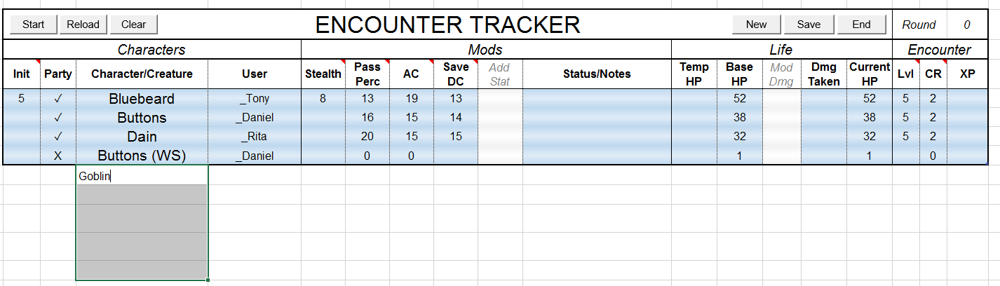 Start Reload Clear ENCOUNTER TRACKER New Save End Round 0
Characters Mods Life Encounter
Init Party Character/Creature User Stealth Pass Perc AC Save DC Add Stat Status/Notes Temp HP Base HP Mod Dmg Dmg Taken Current HP Lvl CR XP
5 ✓ Bluebeard _Tony 8 13 19 13 52 52 5 2
✓ Buttons _Daniel 16 15 14 38 38 5 2
✓ Dain _Rita 20 15 15 32 32 5 2
X Buttons (WS) _Daniel 0 0 1 1 0
Goblin